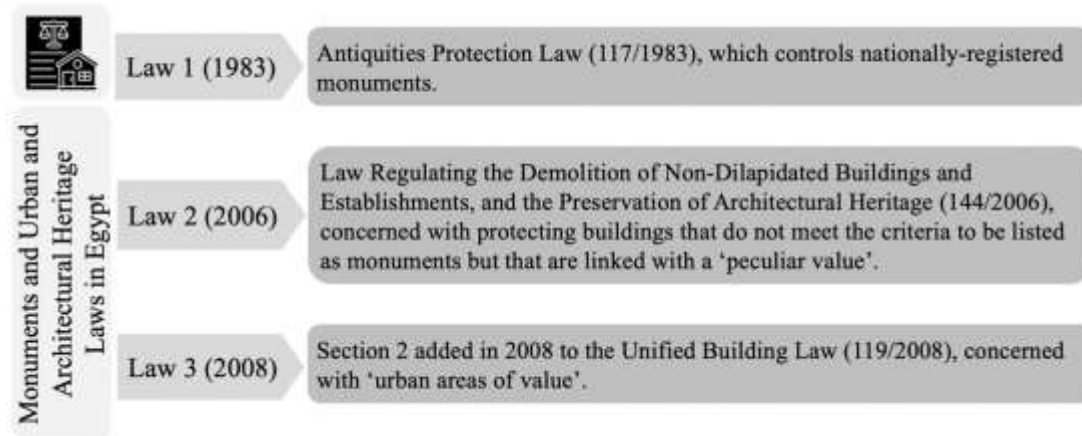 Monuments and Urban and
Architectural Heritage
Laws in Egypt
Law 1 (1983)
Antiquities Protection Law (117/1983), which controls nationally-registered
monuments.
Law 2 (2006)
Law Regulating the Demolition of Non-Dilapidated Buildings and
Establishments, and the Preservation of Architectural Heritage (144/2006),
concerned with protecting buildings that do not meet the criteria to be listed
as monuments but that are linked with a ‘peculiar value’.
Law 3 (2008)
Section 2 added in 2008 to the Unified Building Law (119/2008), concerned
with ‘urban areas of value’.